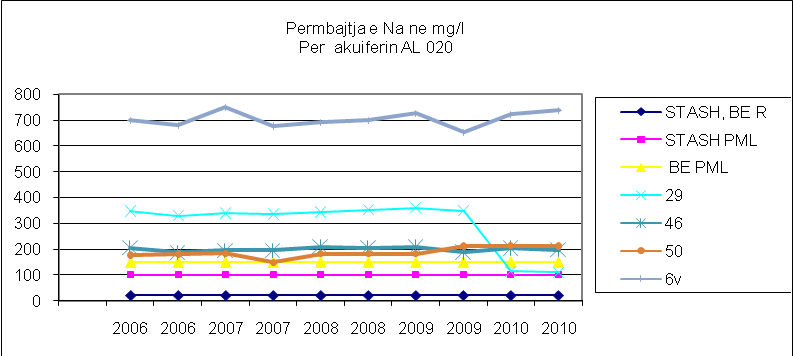 Permbajtja e Na ne mg/l
Per akuiferin AL 020
800
700
600
500
400
300
200
100
0
2006 2006 2007 2007 2008 2008 2009 2009 2010 2010
STASH, BE R
STASH PML
BE PML
29
46
50
6v